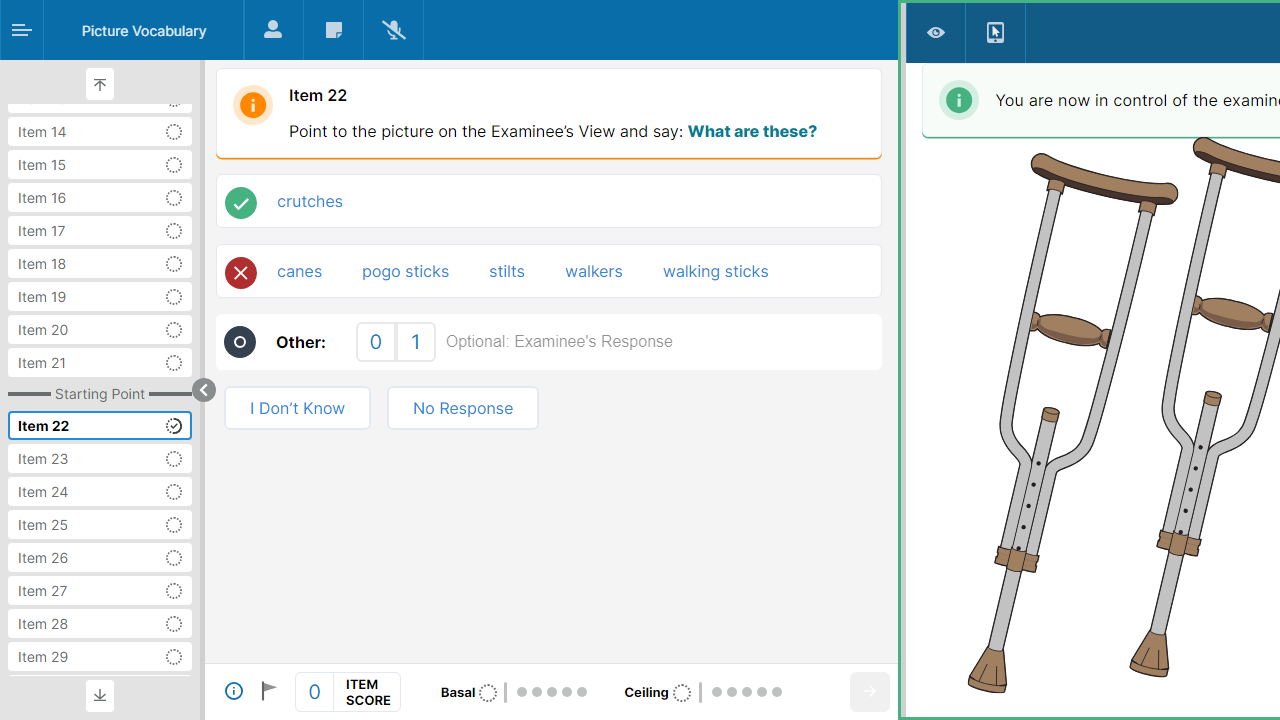 Picture Vocabulary
Item 14
Item 15
Item 16
Item 17
Item 18
Item 19
Item 20
Item 21
Starting Point
Item 22
Item 23
Item 24
Item 25
Item 26
Item 27
Item 28
Item 29
Item 22
Point to the picture on the Examinee’s View and say: What are these?
crutches
canes pogo sticks stilts walkers walking sticks
Other: 0 1 Optional: Examinee's Response
I Don’t Know No Response
0 ITEM SCORE Basal Ceiling
You are now in control of the